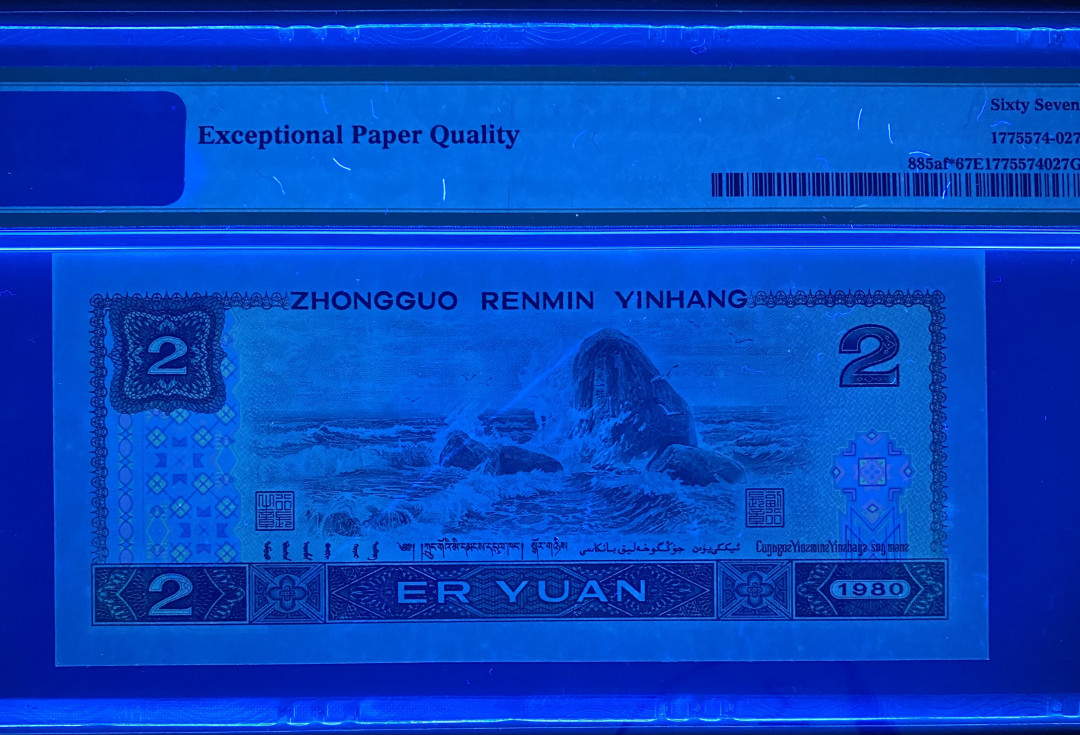 Exceptional Paper Quality
Sixty Seven
1775574-027
885af*67E1775574027G
ZHONGGUO RENMIN YINHANG
2
2
2
ER YUAN
1980